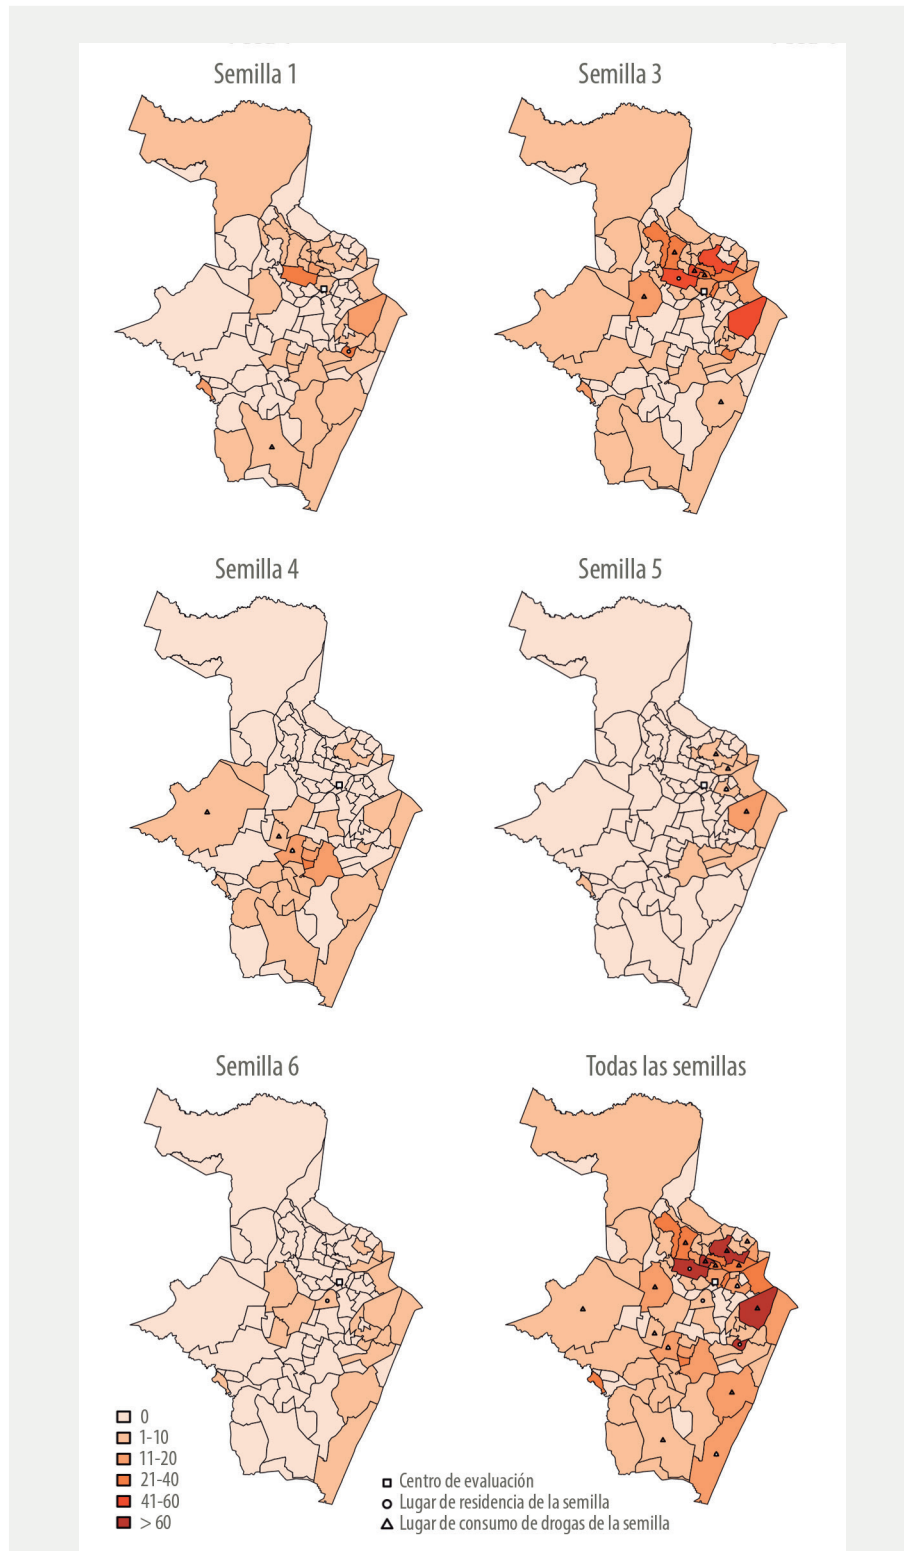 Semilla 1
Semilla 3
Semilla 4
Semilla 5
Semilla 6
Todas las semillas
0
1-10
11-20
21-40
41-60
> 60
Centro de evaluación
Lugar de residencia de la semilla
Lugar de consumo de drogas de la semilla